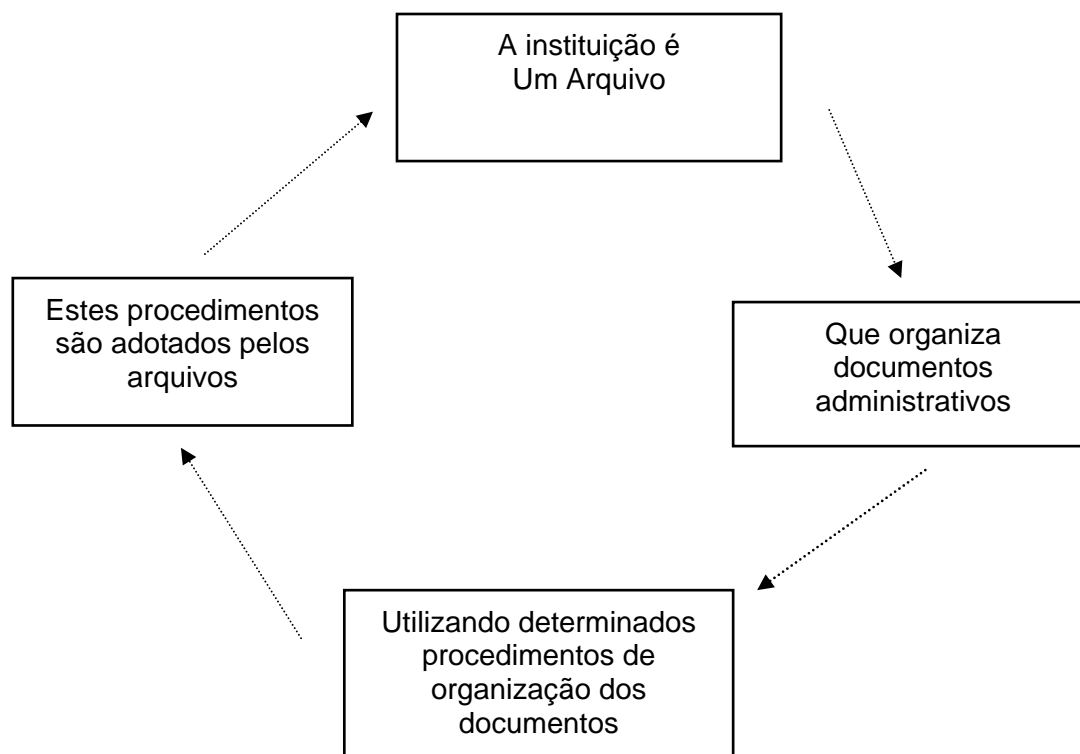 A instituição é
Um Arquivo
Que organiza
documentos
administrativos
Utilizando determinados
procedimentos de
organização dos
documentos
Estes procedimentos
são adotados pelos
arquivos